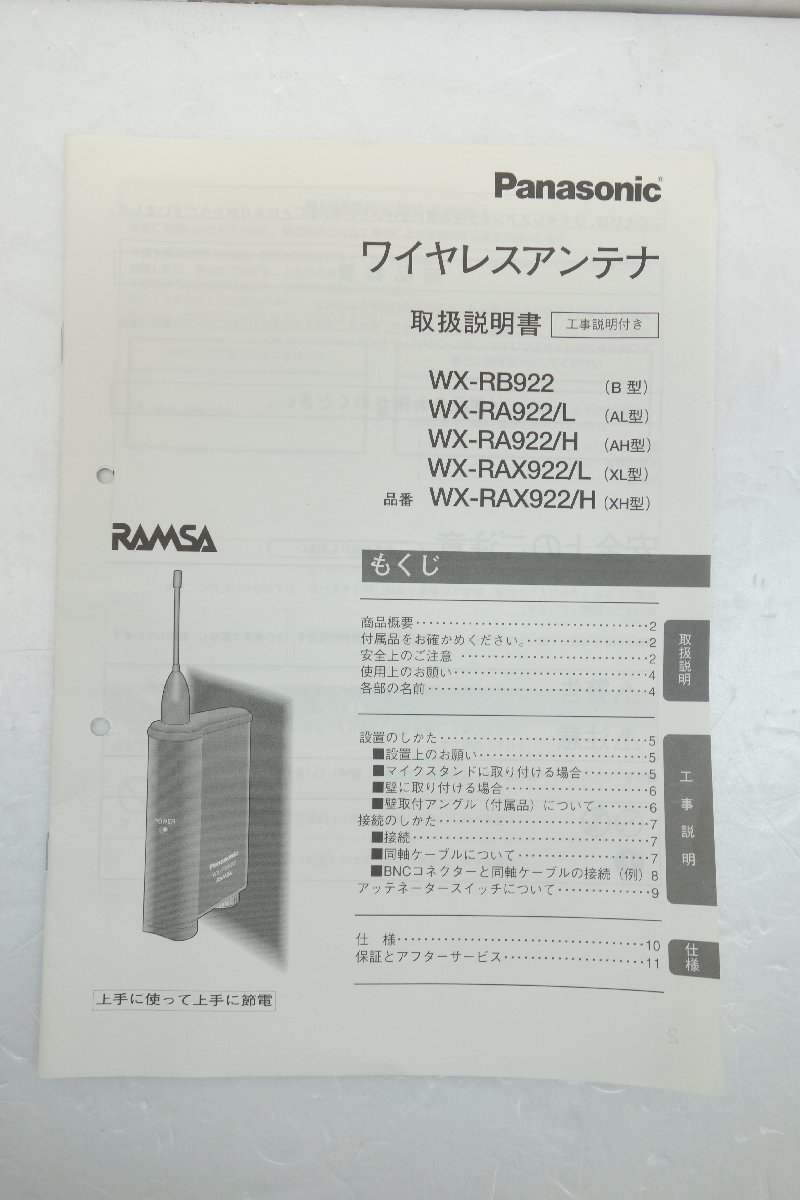 Panasonic®
ワイヤレスアンテナ
取扱説明書 工事説明付き
WX-RB922 (B 型)
WX-RA922/L (AL型)
WX-RA922/H (AH型)
WX-RAX922/L (XL型)
品番 WX-RAX922/H (XH型)
RAMSA
もくじ
商品概要 2
付属品をお確かめください。 2
安全上のご注意 2
使用上のお願い 4
各部の名前 4
取扱説明
設置のしかた 5
■設置上のお願い 5
■マイクスタンドに取り付ける場合 5
■壁に取り付ける場合 6
■壁取付アングル（付属品）について 6
接続のしかた 7
■接続 7
■同軸ケーブルについて 7
■BNCコネクターと同軸ケーブルの接続（例）8
アッテネータースイッチについて 9
工事説明
仕 様 10
保証とアフターサービス 11
仕様
POWER
Panasonic
RAMSA
上手に使って上手に節電